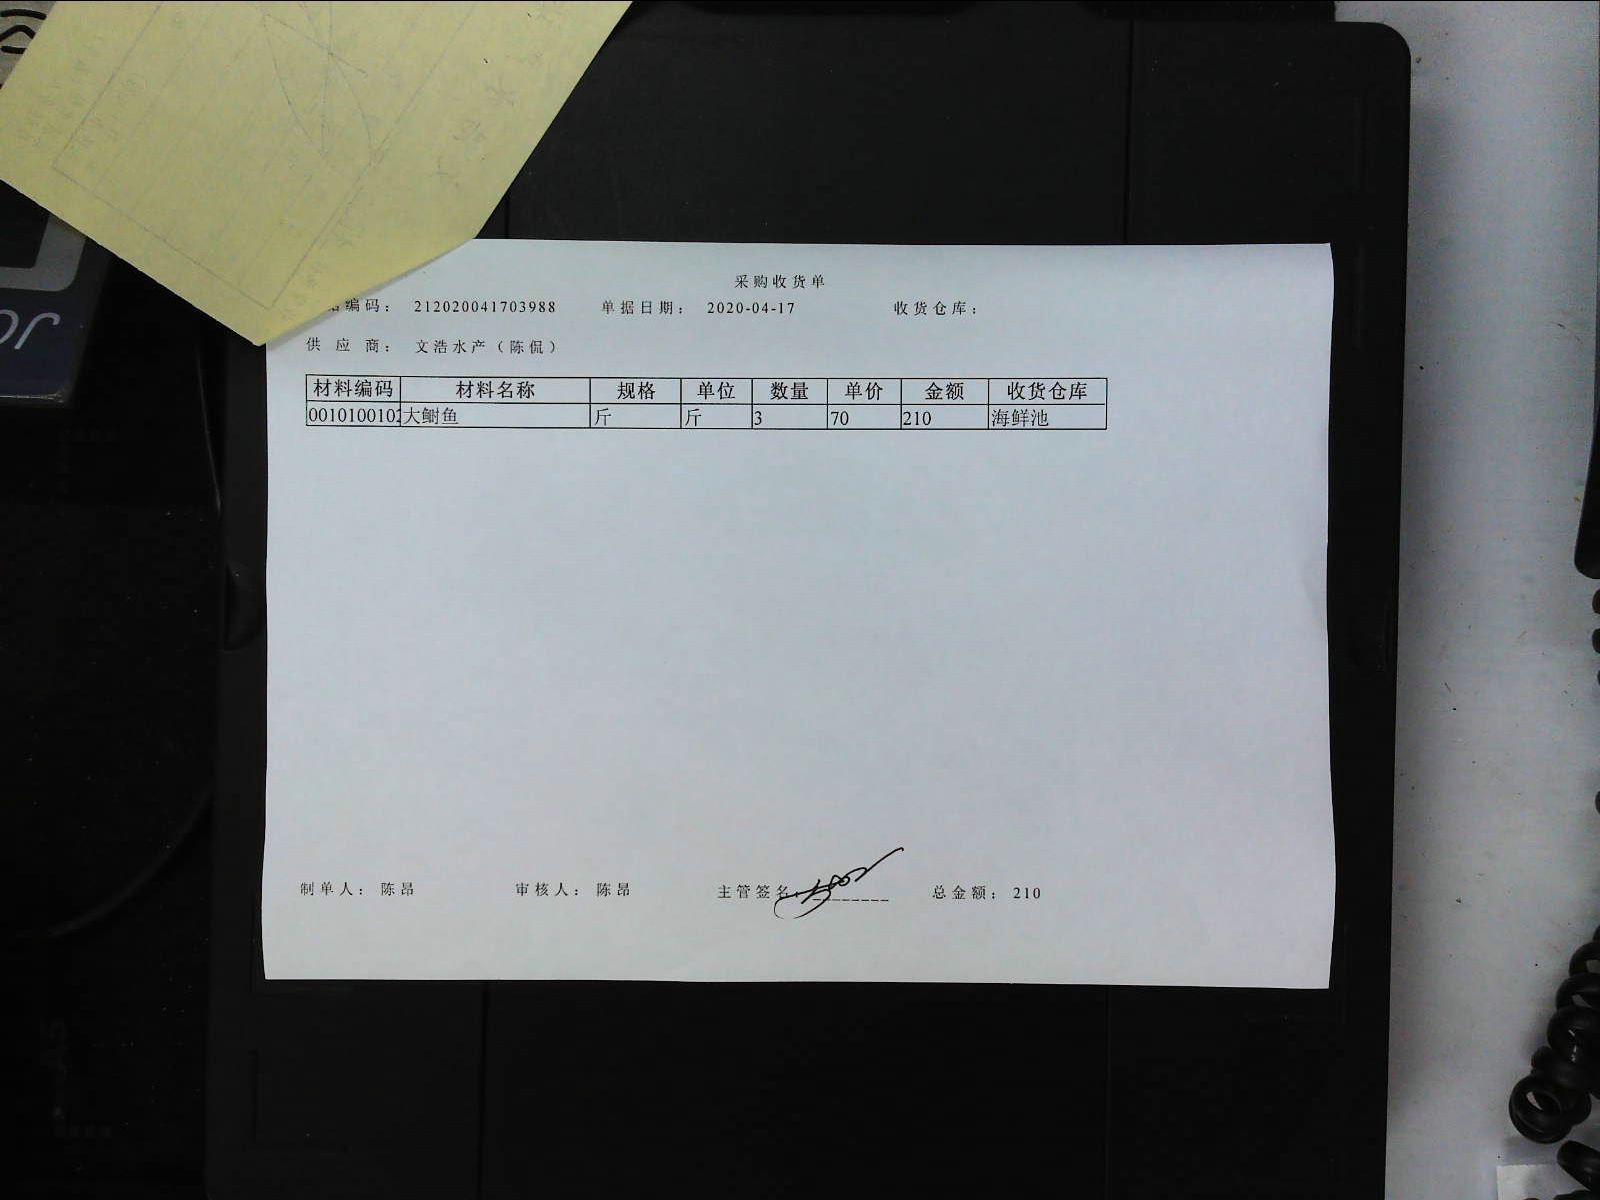 采购收货单
编码： 212020041703988 单据日期： 2020-04-17 收货仓库：
供 应 商： 文浩水产（陈侃）
材料编码 材料名称 规格 单位 数量 单价 金额 收货仓库
0010100102 大鲥鱼 斤 斤 3 70 210 海鲜池
制单人： 陈昂 审核人： 陈昂 主管签名： 总金额： 210